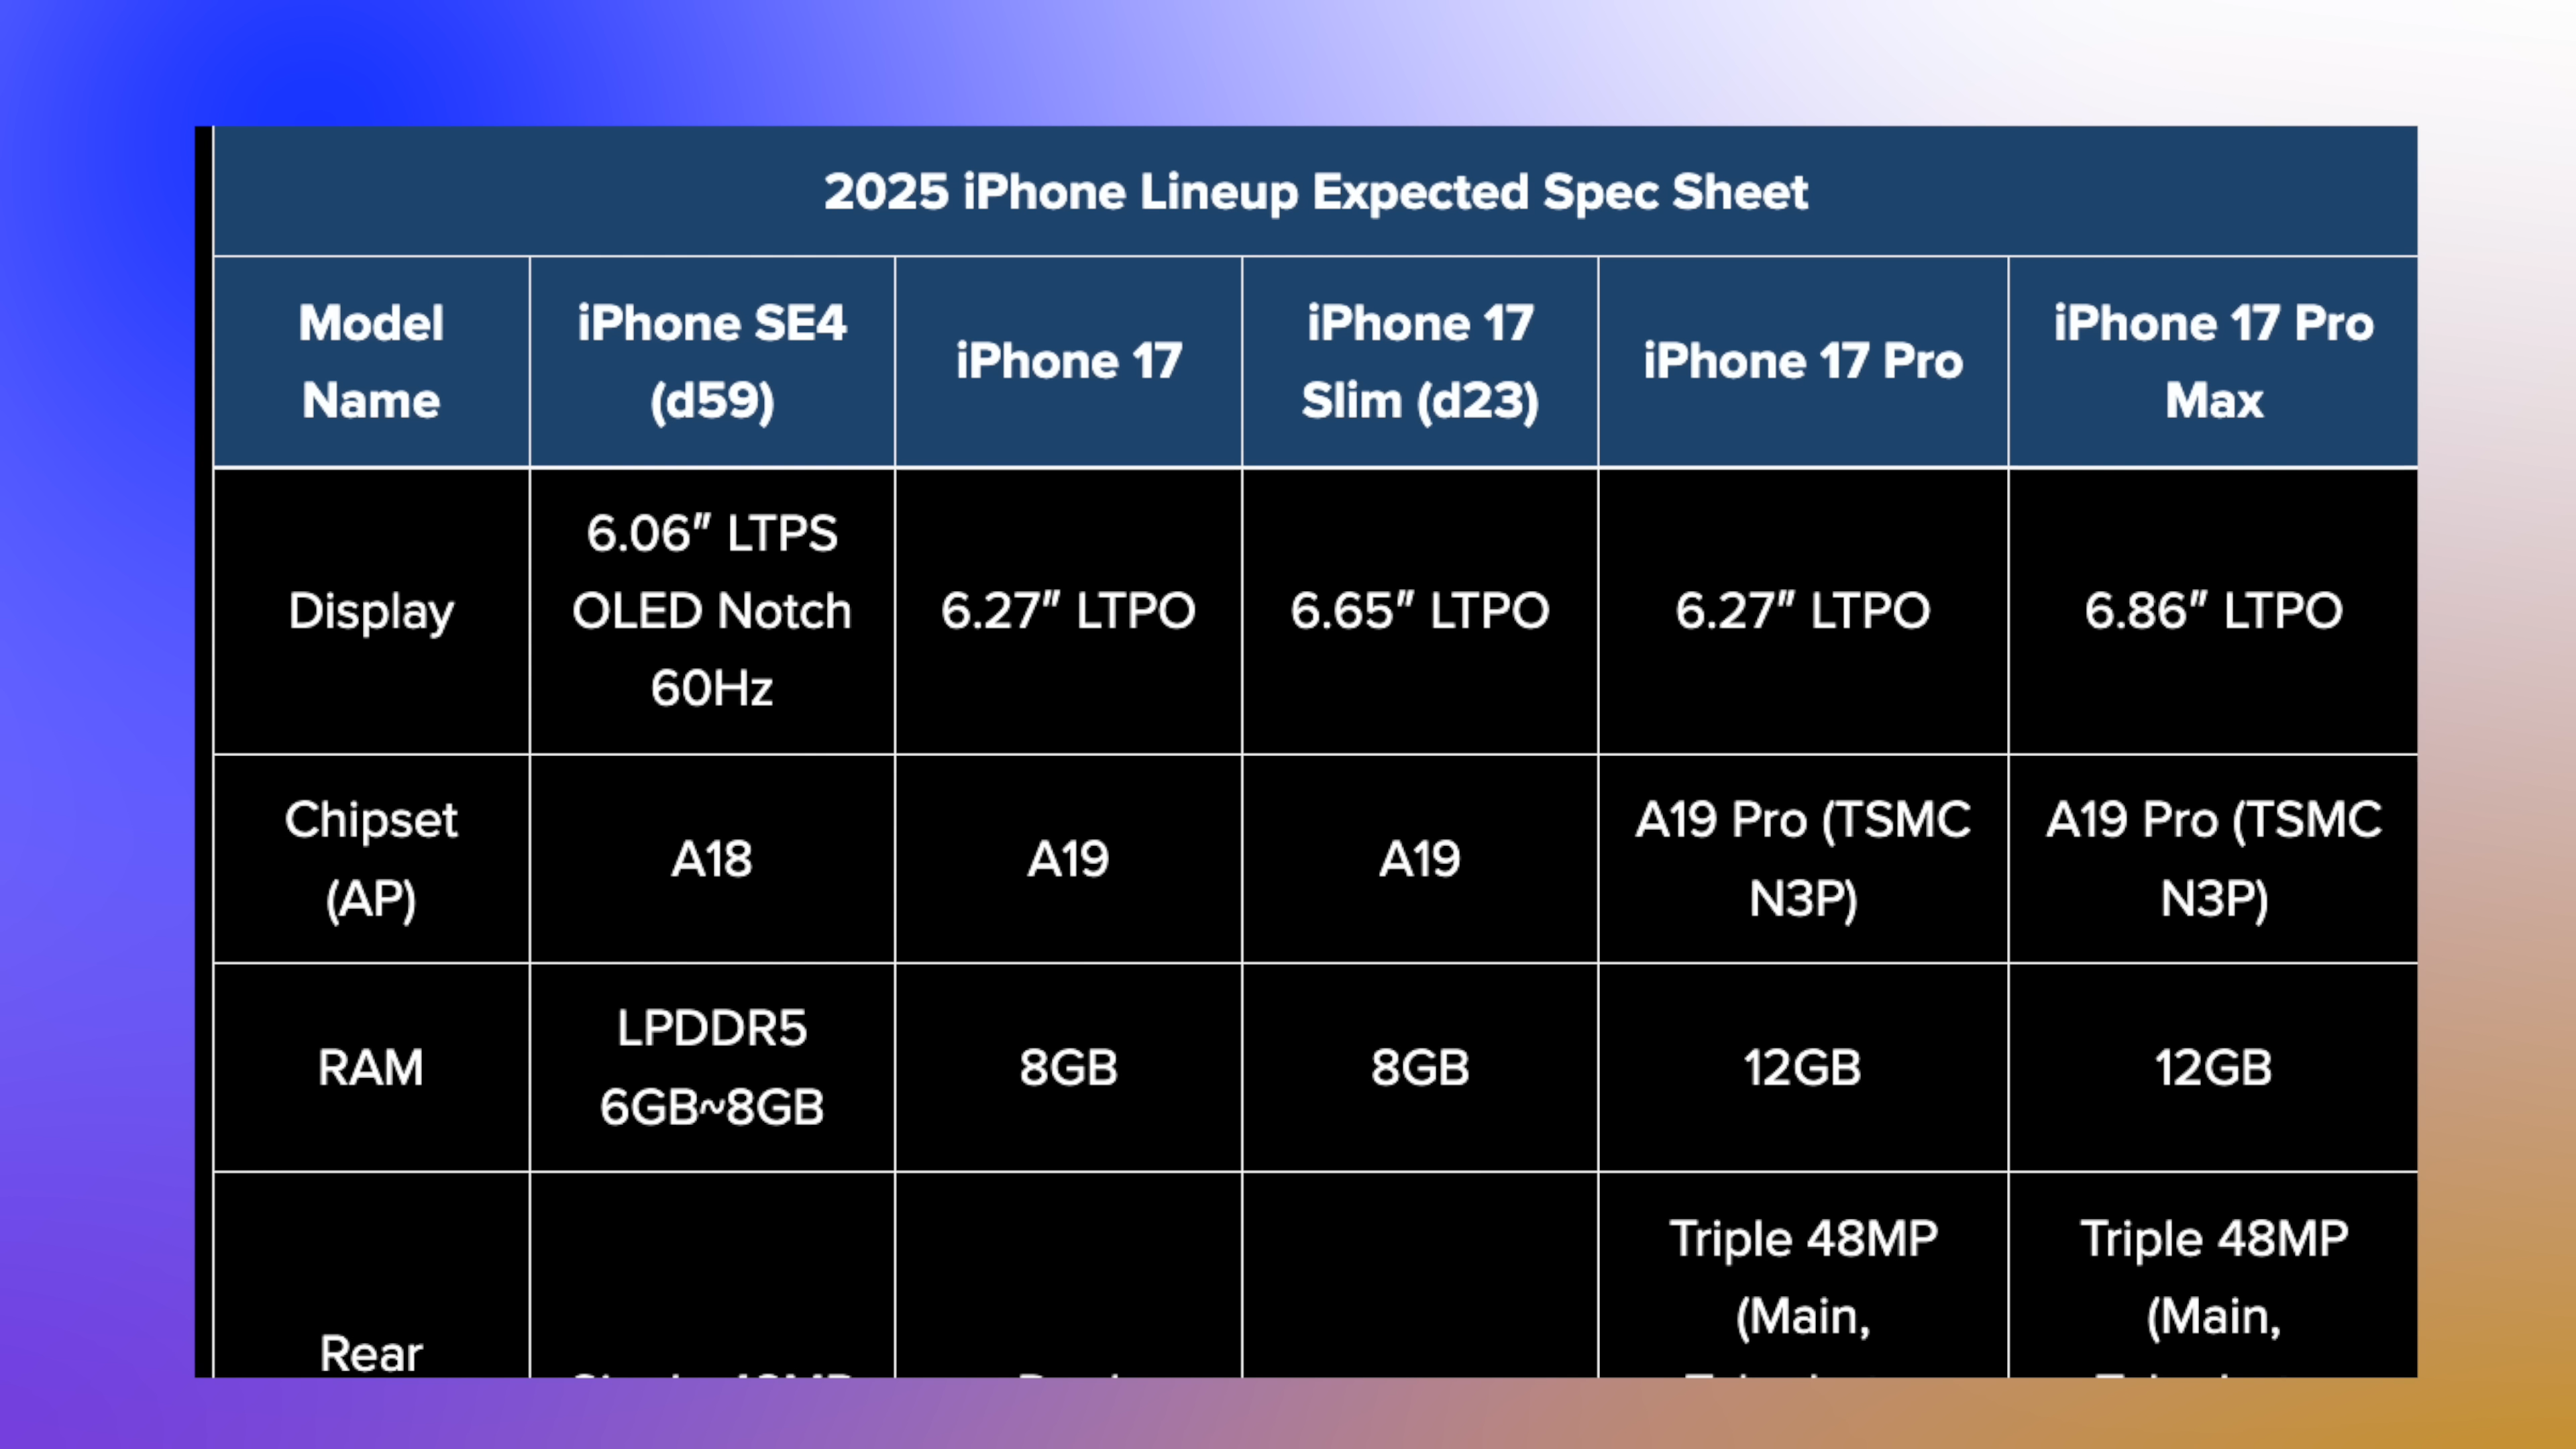 2025 iPhone Lineup Expected Spec Sheet
Model
Name
iPhone SE4
(d59)
iPhone 17
iPhone 17
Slim (d23)
iPhone 17 Pro
iPhone 17 Pro
Max
Display
6.06″ LTPS
OLED Notch
60Hz
6.27″ LTPO
6.65″ LTPO
6.27″ LTPO
6.86″ LTPO
Chipset
(AP)
A18
A19
A19
A19 Pro (TSMC
N3P)
A19 Pro (TSMC
N3P)
RAM
LPDDR5
6GB~8GB
8GB
8GB
12GB
12GB
Rear
Triple 48MP
(Main,
Triple 48MP
(Main,